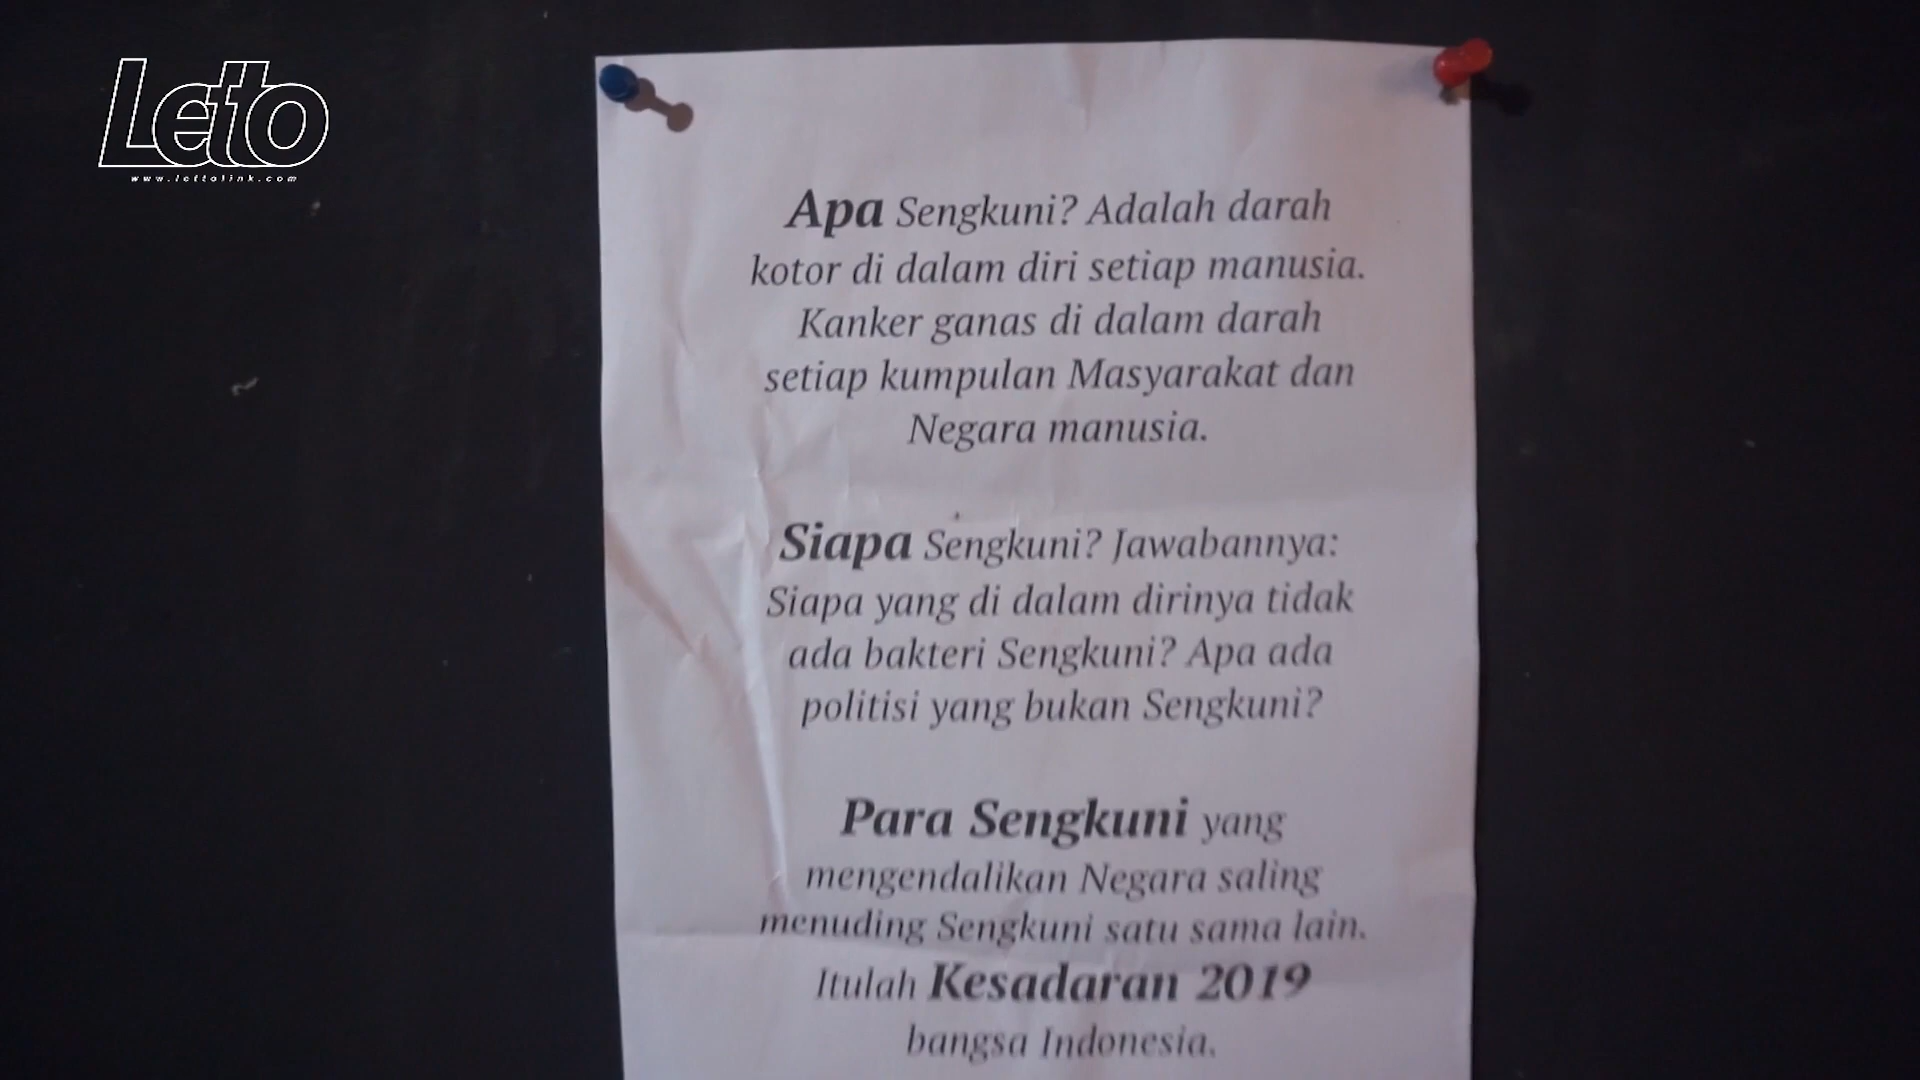 Letto
www.lettolink.com
Apa Sengkuni? Adalah darah
kotor di dalam diri setiap manusia.
Kanker ganas di dalam darah
setiap kumpulan Masyarakat dan
Negara manusia.
Siapa Sengkuni? Jawabannya:
Siapa yang di dalam dirinya tidak
ada bakteri Sengkuni? Apa ada
politisi yang bukan Sengkuni?
Para Sengkuni yang
mengendalikan Negara saling
menuding Sengkuni satu sama lain.
Itulah Kesadaran 2019
bangsa Indonesia.